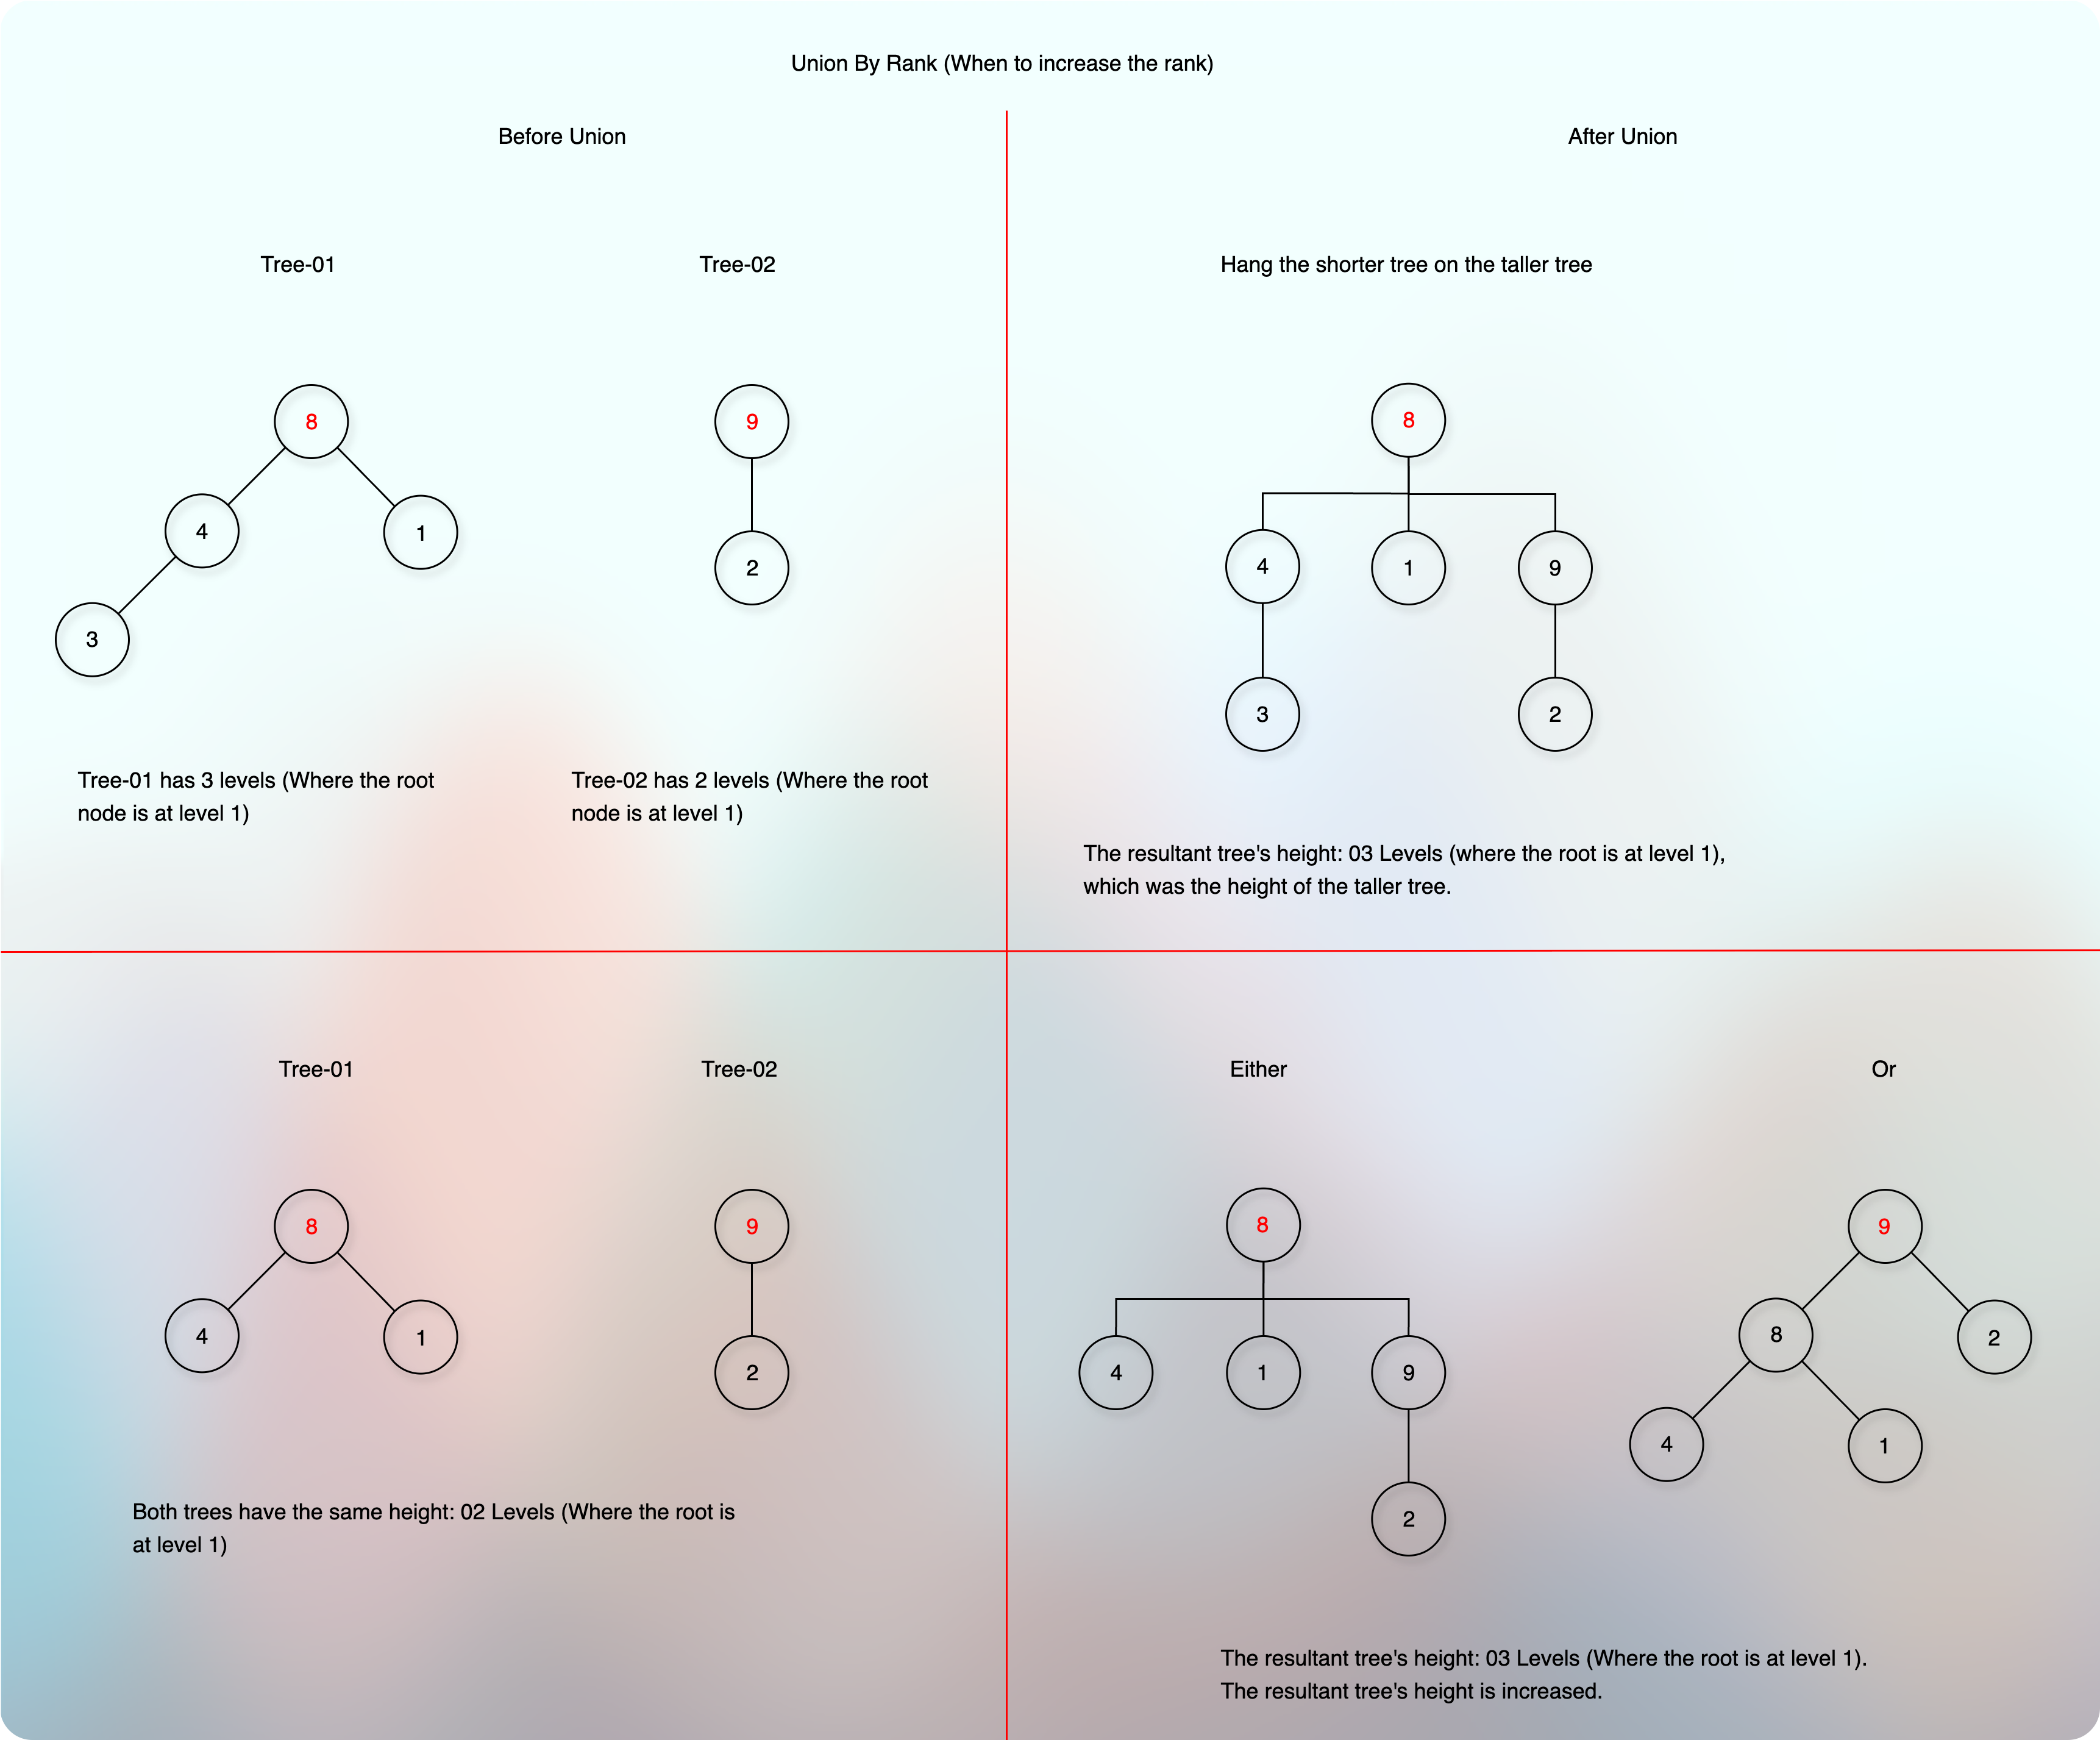 Union By Rank (When to increase the rank)
Before Union
After Union
Tree-01
Tree-02
Hang the shorter tree on the taller tree
8
9
8
4
1
2
4
1
9
3
3
2
Tree-01 has 3 levels (Where the root
node is at level 1)
Tree-02 has 2 levels (Where the root
node is at level 1)
The resultant tree's height: 03 Levels (where the root is at level 1),
which was the height of the taller tree.
Tree-01
Tree-02
Either
Or
8
9
8
9
4
1
2
4
1
9
8
2
2
4
1
Both trees have the same height: 02 Levels (Where the root is
at level 1)
The resultant tree's height: 03 Levels (Where the root is at level 1).
The resultant tree's height is increased.